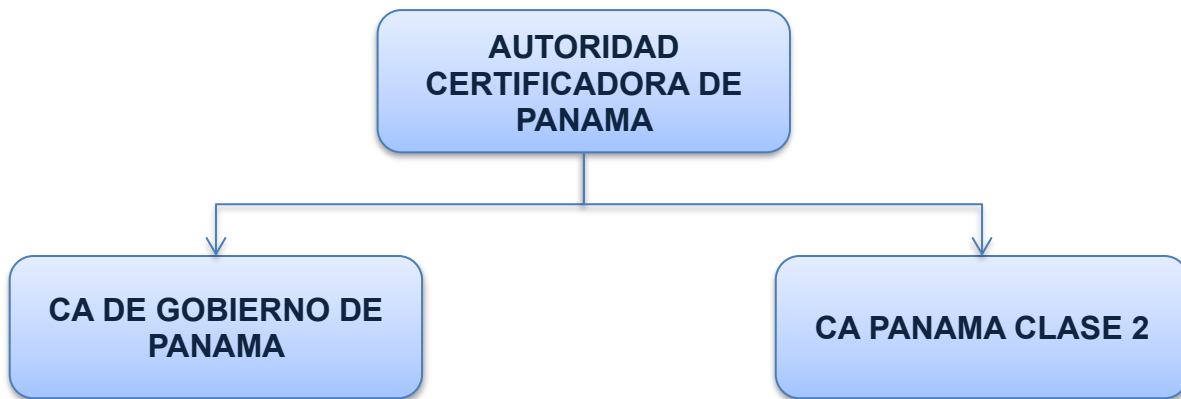 AUTORIDAD
CERTIFICADORA DE
PANAMA
CA DE GOBIERNO DE
PANAMA
CA PANAMA CLASE 2